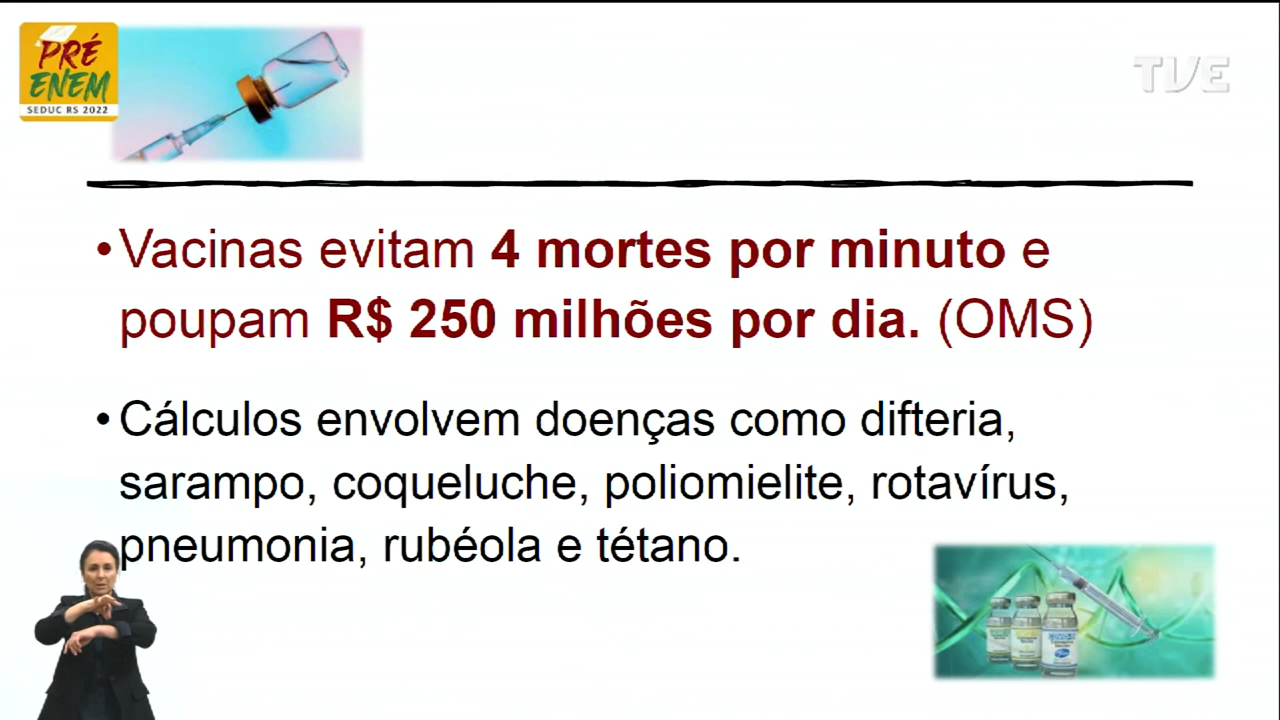 PRÉ
ENEM
SEDUC RS 2022
TVE
•Vacinas evitam 4 mortes por minuto e
poupam R$ 250 milhões por dia. (OMS)
•Cálculos envolvem doenças como difteria,
sarampo, coqueluche, poliomielite, rotavírus,
pneumonia, rubéola e tétano.